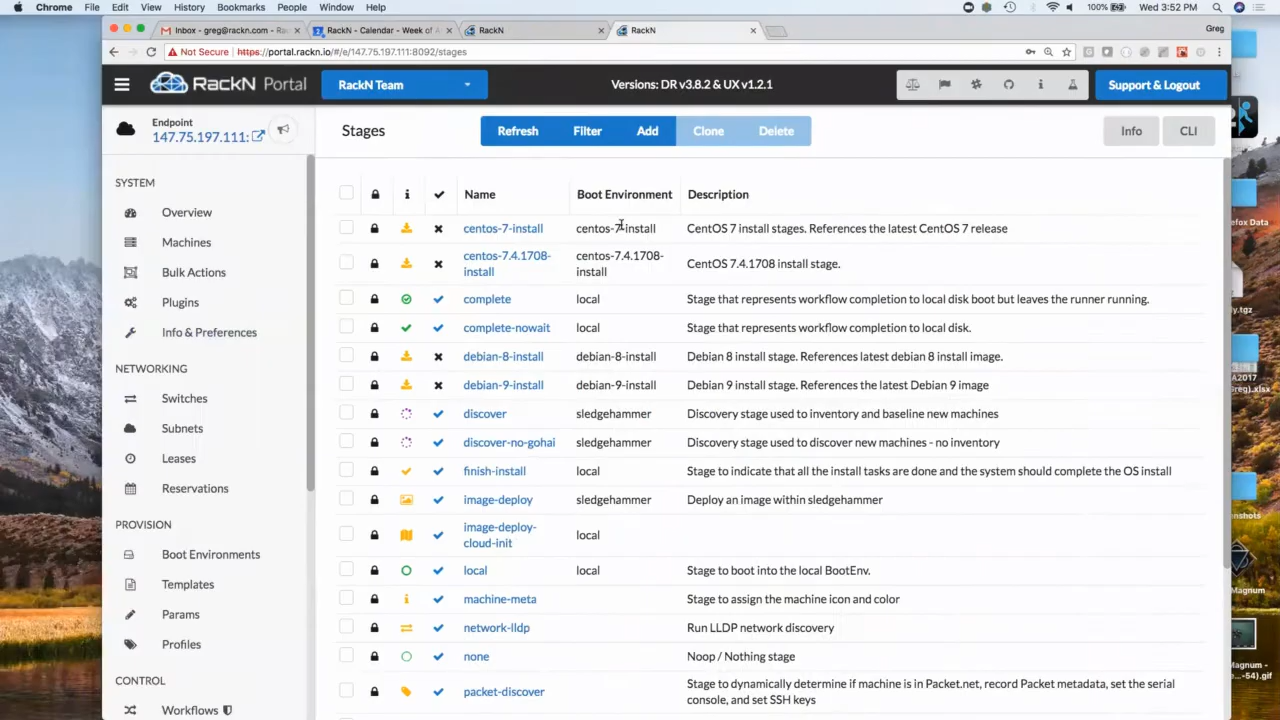 Chrome File Edit View History Bookmarks People Window Help 100% Wed 3:52 PM
Inbox - greg@rackn.com - Ra RackN - Calendar - Week of A RackN RackN Greg
Not Secure https://portal.rackn.io/#/e/147.75.197.111:8092/stages
RackN Portal RackN Team Versions: DR v3.8.2 & UX v1.2.1 Support & Logout
Endpoint
147.75.197.111:
Stages Refresh Filter Add Clone Delete Info CLI
SYSTEM
Overview
Machines
Bulk Actions
Plugins
Info & Preferences
NETWORKING
Switches
Subnets
Leases
Reservations
PROVISION
Boot Environments
Templates
Params
Profiles
CONTROL
Workflows
Name Boot Environment Description
centos-7-install centos-7-install CentOS 7 install stages. References the latest CentOS 7 release
centos-7.4.1708- centos-7.4.1708- CentOS 7.4.1708 install stage.
install install
complete local Stage that represents workflow completion to local disk boot but leaves the runner running.
complete-nowait local Stage that represents workflow completion to local disk.
debian-8-install debian-8-install Debian 8 install stage. References latest debian 8 install image.
debian-9-install debian-9-install Debian 9 install stage. References the latest Debian 9 image
discover sledgehammer Discovery stage used to inventory and baseline new machines
discover-no-gohai sledgehammer Discovery stage used to discover new machines - no inventory
finish-install local Stage to indicate that all the install tasks are done and the system should complete the OS install
image-deploy sledgehammer Deploy an image within sledgehammer
image-deploy- local
cloud-init
local local Stage to boot into the local BootEnv.
machine-meta Stage to assign the machine icon and color
network-lldp Run LLDP network discovery
none Noop / Nothing stage
packet-discover Stage to dynamically determine if machine is in Packet.net, record Packet metadata, set the serial
console, and set SSH keys
efox Data
ly.tgz
A2017
Greg).xlsx
enshots
Magnum
Magnum -
...-54).gif